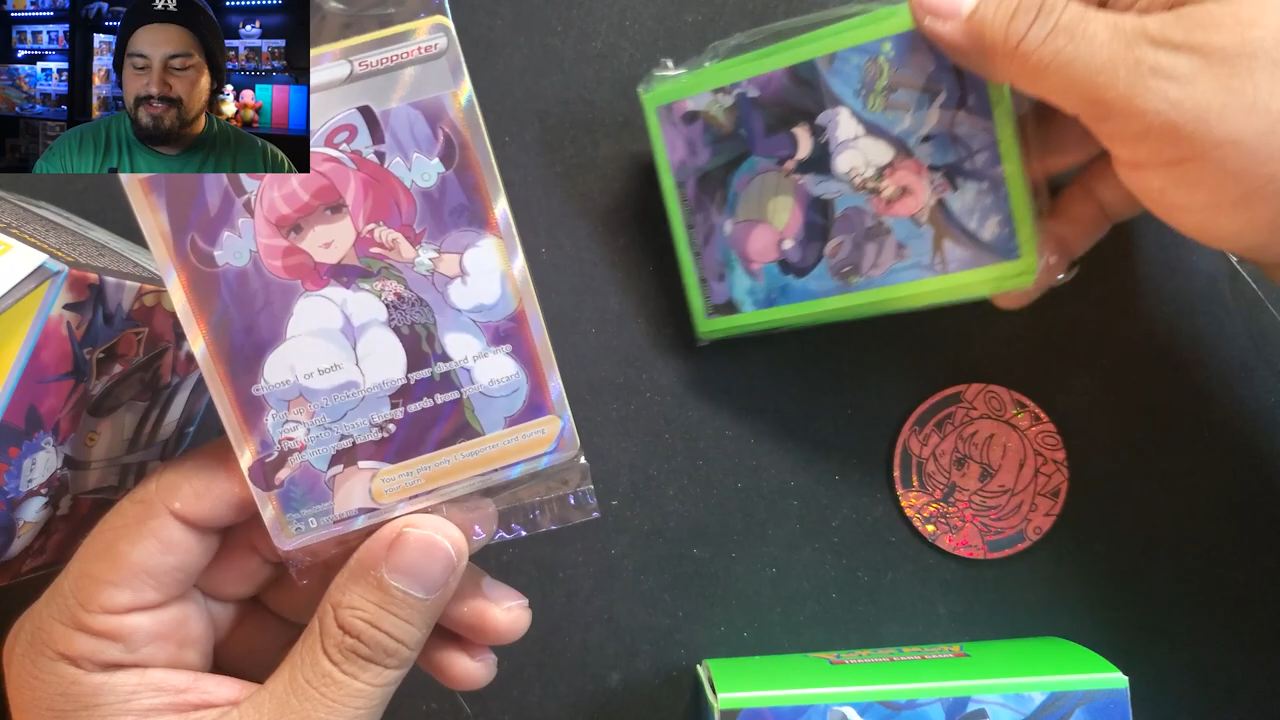 LA
Supporter
Choose 1 or both:
• Put up to 2 Pokémon from your discard pile into
your hand.
• Put up to 2 basic Energy cards from your discard
pile into your hand.
You may play only 1 Supporter card during
your turn.
POKÉMON
TRADING CARD GAME